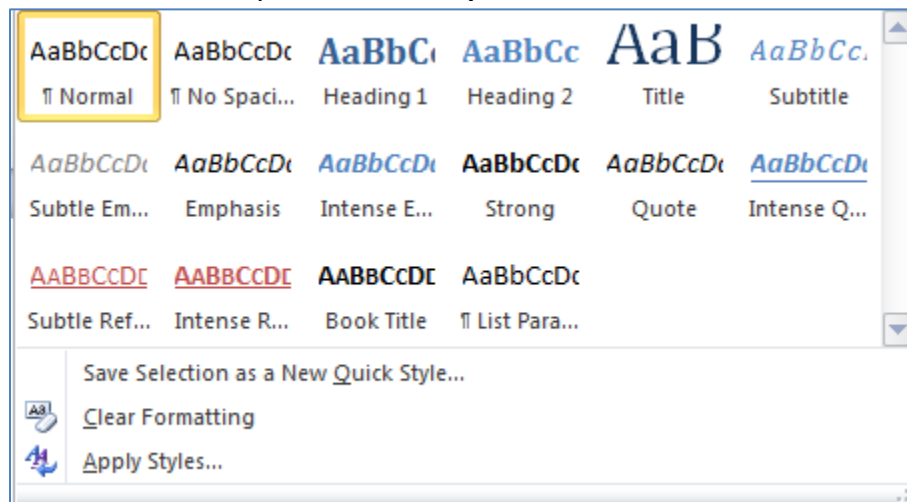 AaBbCcDc AaBbCcDc AaBbC AaBbCc AaB AaBbCc.
¶ Normal ¶ No Spaci... Heading 1 Heading 2 Title Subtitle
AaBbCcDc AaBbCcDc AaBbCcDc AaBbCcDc AaBbCcDc AaBbCcDc
Subtle Em... Emphasis Intense E... Strong Quote Intense Q...
AABBCCDD AABBCCDD AABBCCDD AaBbCcDc
Subtle Ref... Intense R... Book Title ¶ List Para...
Save Selection as a New Quick Style...
Clear Formatting
Apply Styles...